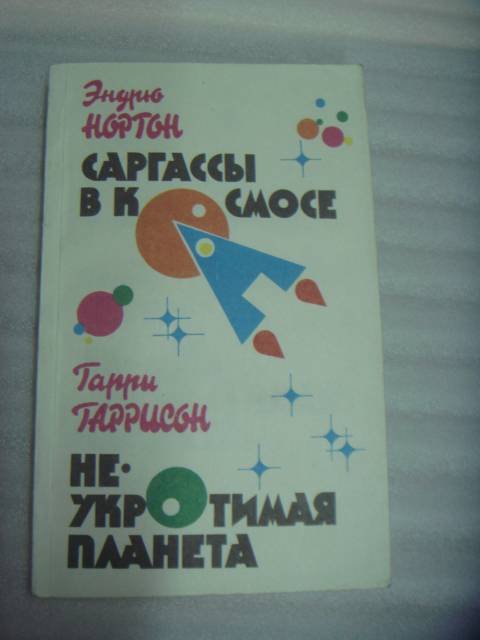 Эндрю
НОРТОН
САРГАССЫ
В КОСМОСЕ
Гарри
ГАРРИСОН
НЕ-
УКРОТИМАЯ
ПЛАНЕТА